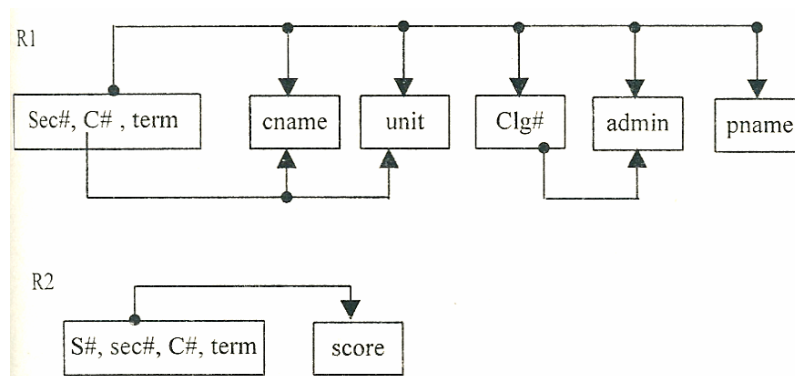 R1
Sec#, C# , term
cname
unit
Clg#
admin
pname
R2
S#, sec#, C#, term
score